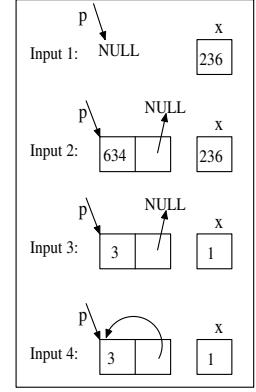 p
x
Input 1: NULL 236
p NULL x
Input 2: 634 236
p NULL x
Input 3: 3 1
p x
Input 4: 3 1